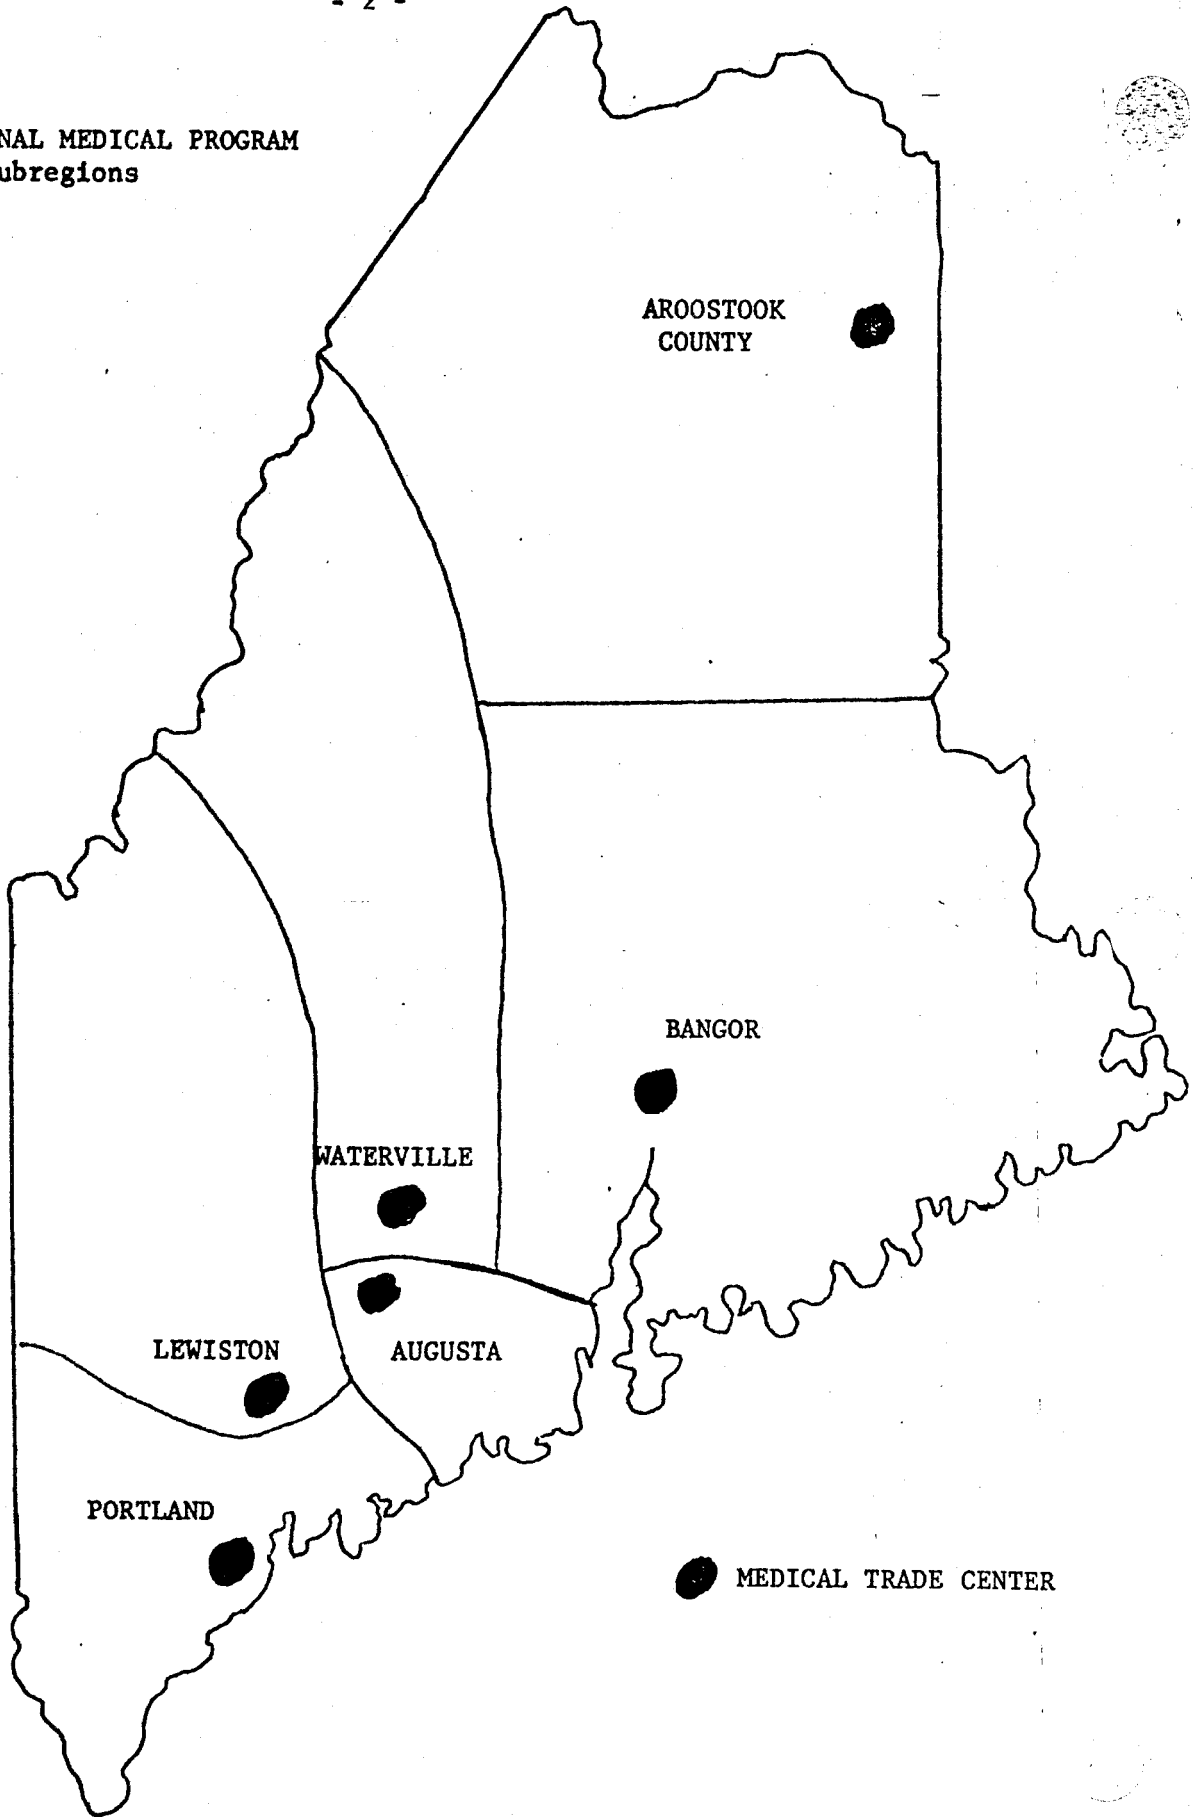 - 2 -
NAL MEDICAL PROGRAM
ubregions
AROOSTOOK
COUNTY
BANGOR
WATERVILLE
LEWISTON
AUGUSTA
PORTLAND
MEDICAL TRADE CENTER